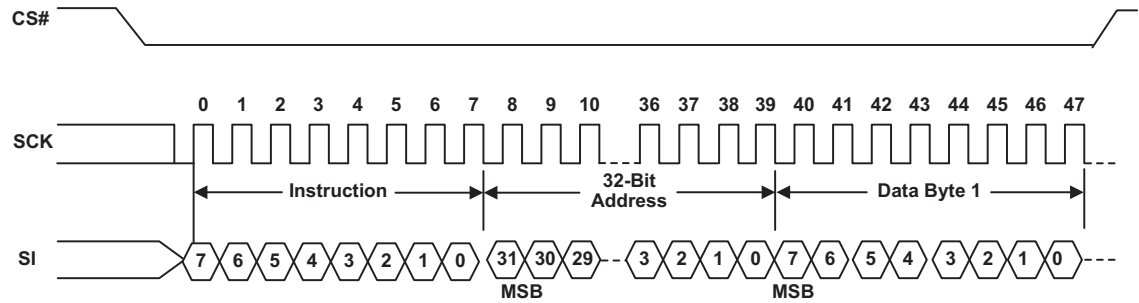 CS#
0 1 2 3 4 5 6 7 8 9 10 36 37 38 39 40 41 42 43 44 45 46 47
SCK
Instruction
32-Bit
Address
Data Byte 1
SI
7 6 5 4 3 2 1 0 31 30 29 3 2 1 0 7 6 5 4 3 2 1 0
MSB MSB